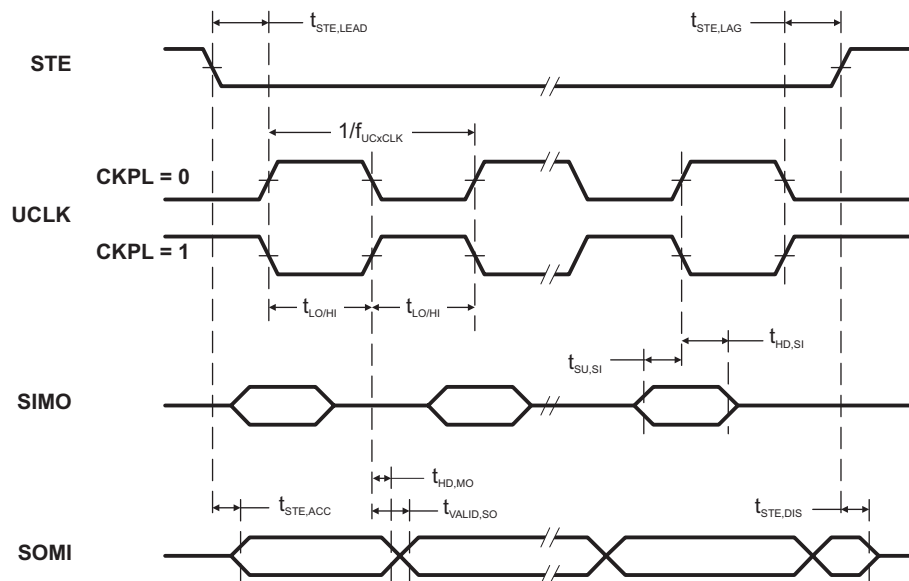 tSTE,LEAD
tSTE,LAG
STE
1/fUCxCLK
CKPL = 0
UCLK
CKPL = 1
tLO/HI
tLO/HI
tHD,SI
tSU,SI
SIMO
tHD,MO
tSTE,ACC
tVALID,SO
tSTE,DIS
SOMI